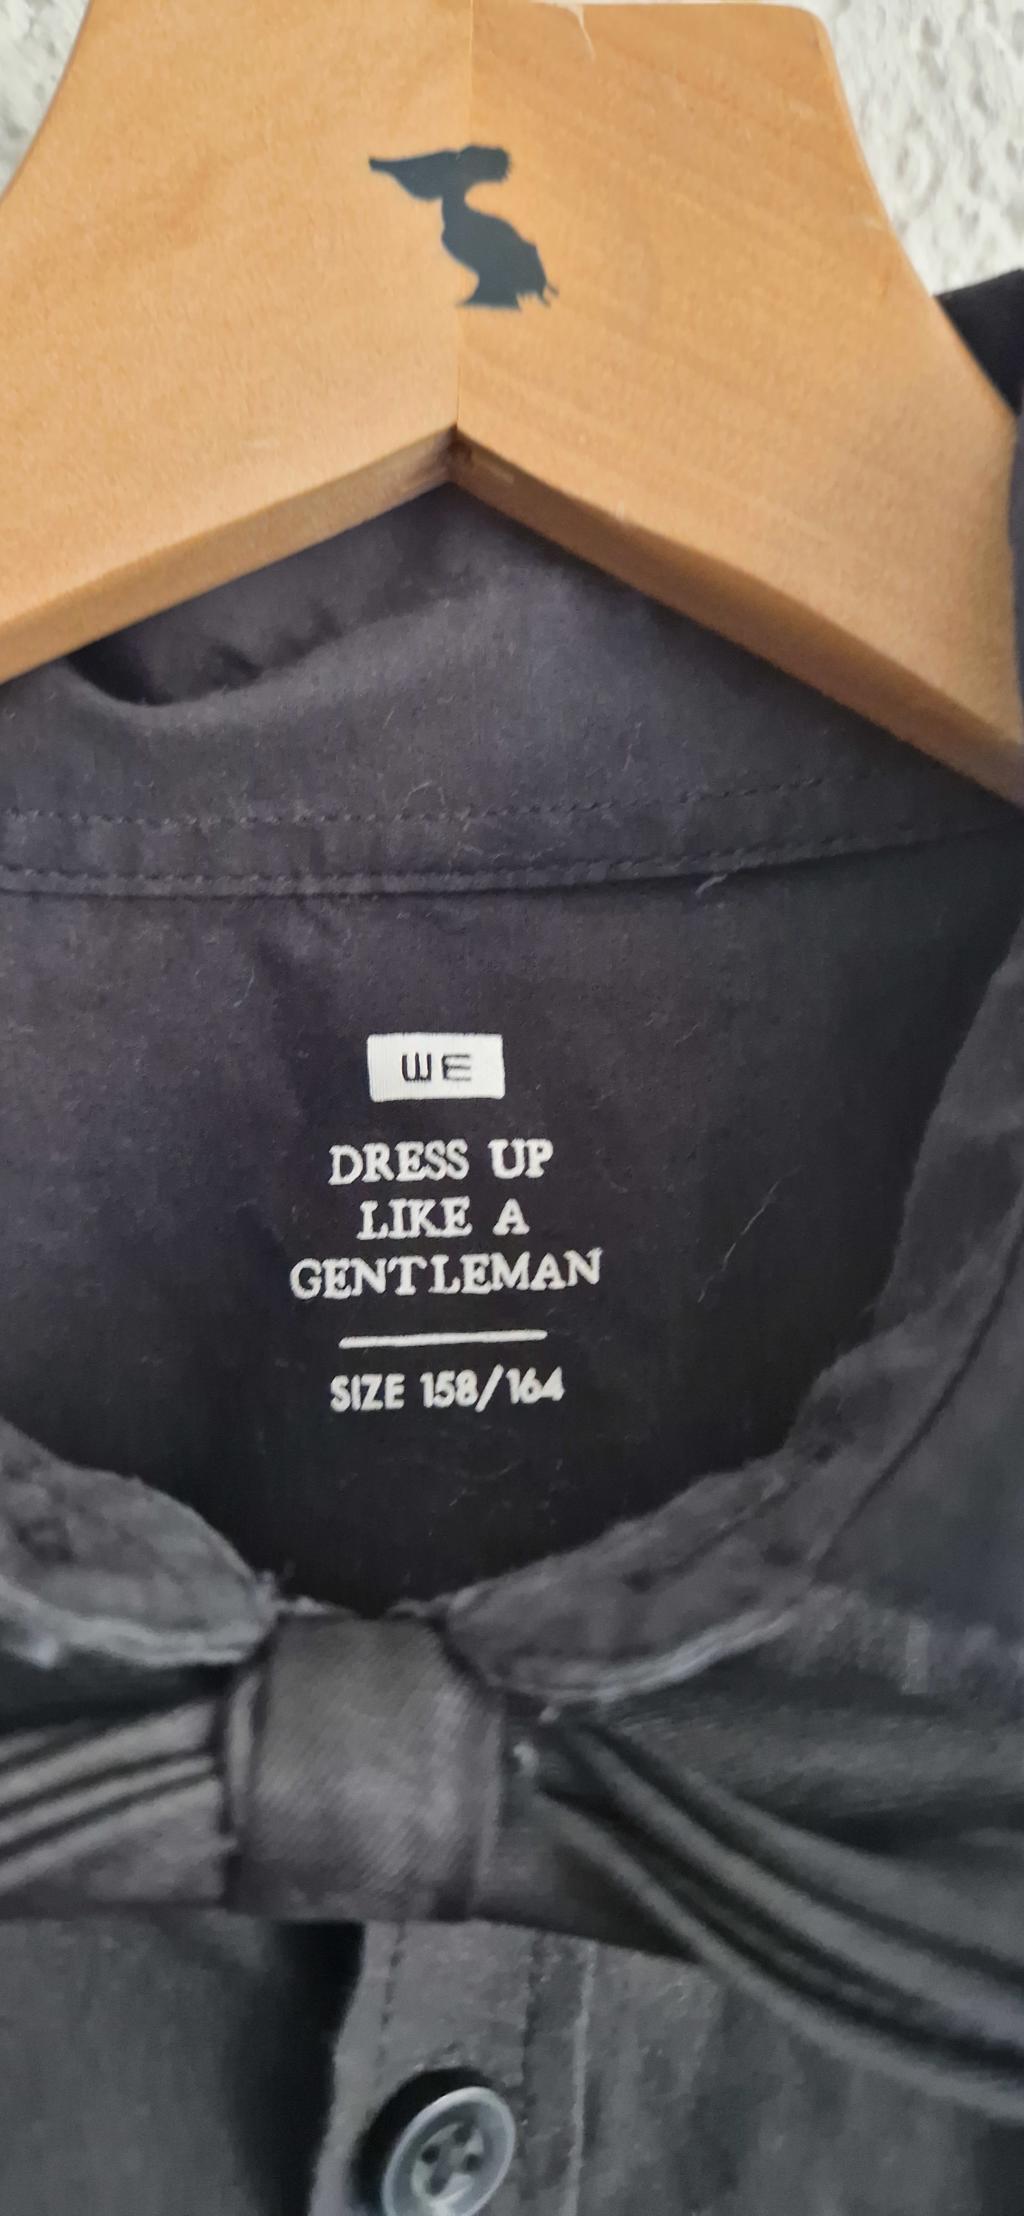 WE
DRESS UP
LIKE A
GENTLEMAN
SIZE 158/164